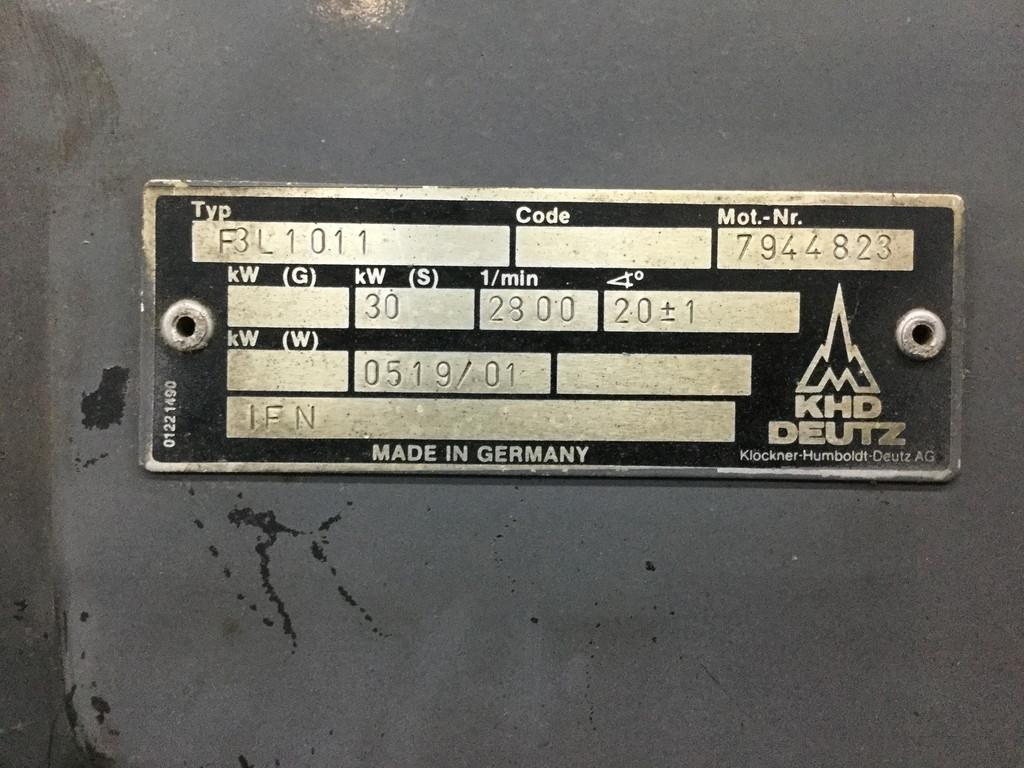 Typ Code Mot.-Nr.
F3L1011 7944823
kW (G) kW (S) 1/min ∢°
30 2800 20±1
kW (W)
0519/01
IFN
01221490
MADE IN GERMANY
KHD
DEUTZ
Klöckner-Humboldt-Deutz AG